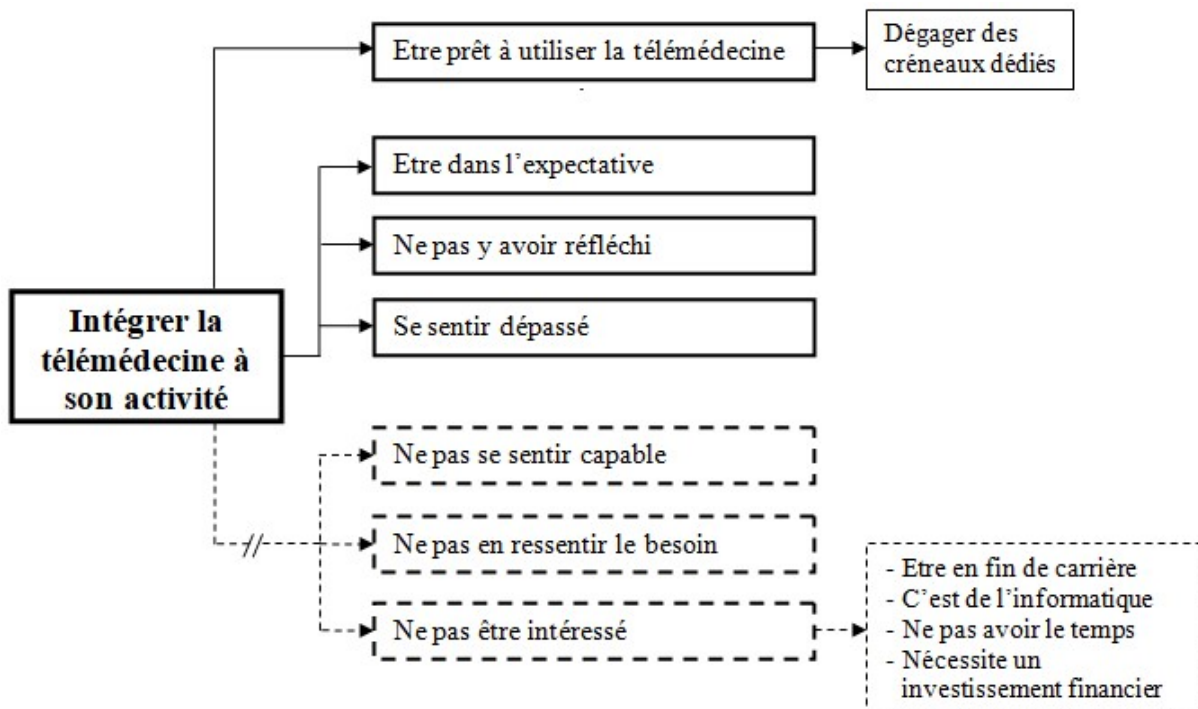 Etre prêt à utiliser la télémédecine
Dégager des
créneaux dédiés
Etre dans l'expectative
Ne pas y avoir réfléchi
Se sentir dépassé
Intégrer la
télémédecine à
son activité
Ne pas se sentir capable
Ne pas en ressentir le besoin
Ne pas être intéressé
- Etre en fin de carrière
- C'est de l'informatique
- Ne pas avoir le temps
- Nécessite un
investissement financier